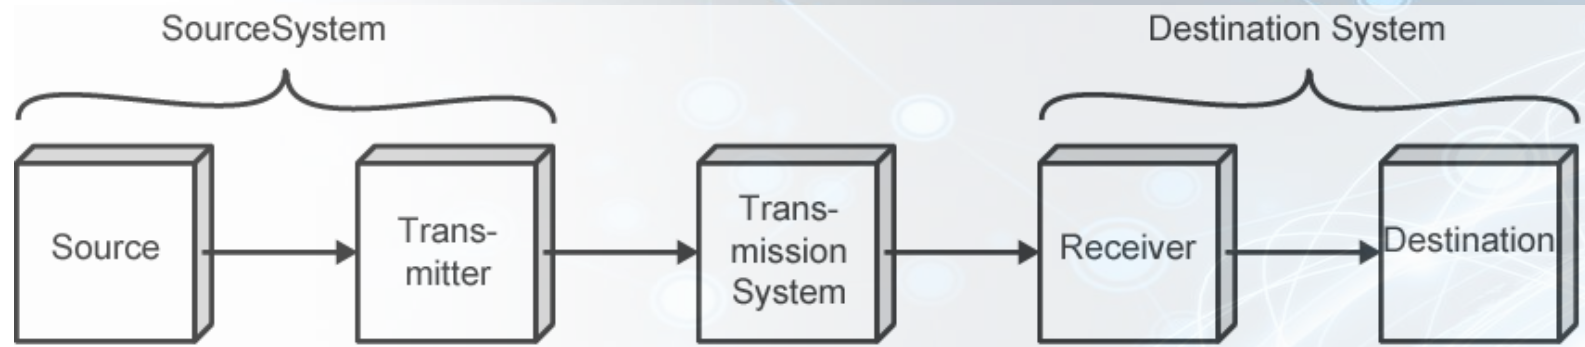 SourceSystem
Destination System
Source
Trans-
mitter
Trans-
mission
System
Receiver
Destination